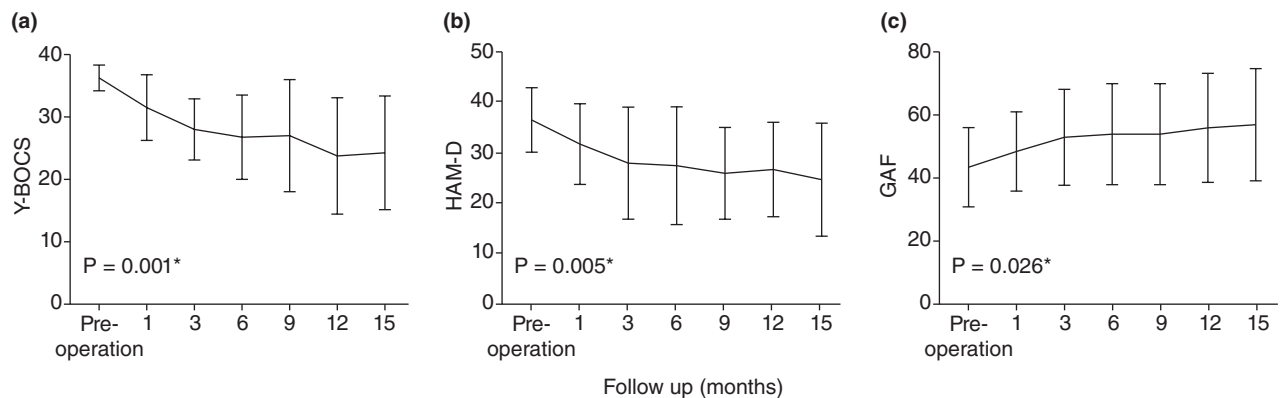 (a)
Y-BOCS
40
30
20
10
0
P = 0.001*
Pre-
operation
1
3
6
9
12
15
(b)
HAM-D
50
40
30
20
10
0
P = 0.005*
Pre-
operation
1
3
6
9
12
15
(c)
GAF
80
60
40
20
0
P = 0.026*
Pre-
operation
1
3
6
9
12
15
Follow up (months)